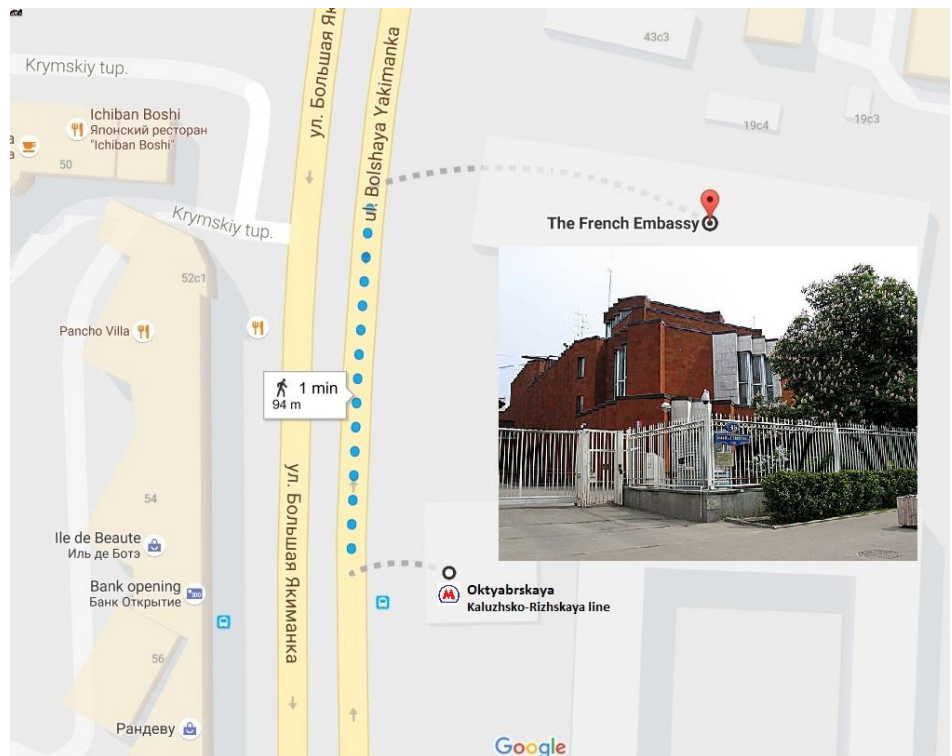 43c3
ул. Большая Якиманка
ul. Bolshaya Yakimanka
Krymskiy tup.
Ichiban Boshi
Японский ресторан
"Ichiban Boshi"
50
19c4
19c3
Krymskiy tup.
The French Embassy
52c1
Pancho Villa
1 min
94 m
ул. Большая Якиманка
54
Ile de Beaute
Иль де Ботэ
Bank opening
Банк Открытие
Oktyabrskaya
Kaluzhsko-Rizhskaya line
56
Рандеву
Google